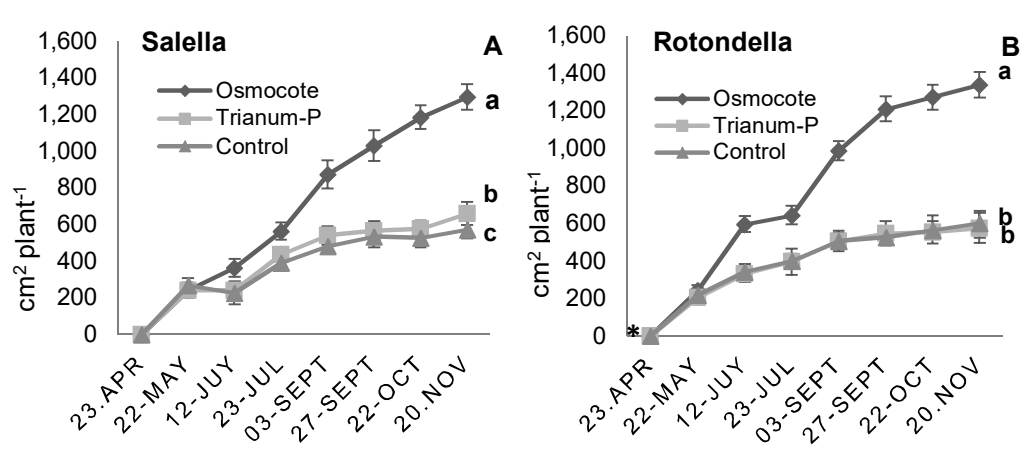 Salella
A
Osmocote
Trianum-P
Control
1,600
1,400
1,200
1,000
800
600
400
200
0
cm² plant⁻¹
a
b
c
23.APR
22-MAY
12-JUY
23-JUL
03-SEPT
27-SEPT
22-OCT
20.NOV
Rotondella
B
Osmocote
Trianum-P
Control
1,600
1,400
1,200
1,000
800
600
400
200
0
cm² plant⁻¹
a
b
b
*
23.APR
22-MAY
12-JUY
23-JUL
03-SEPT
27-SEPT
22-OCT
20.NOV